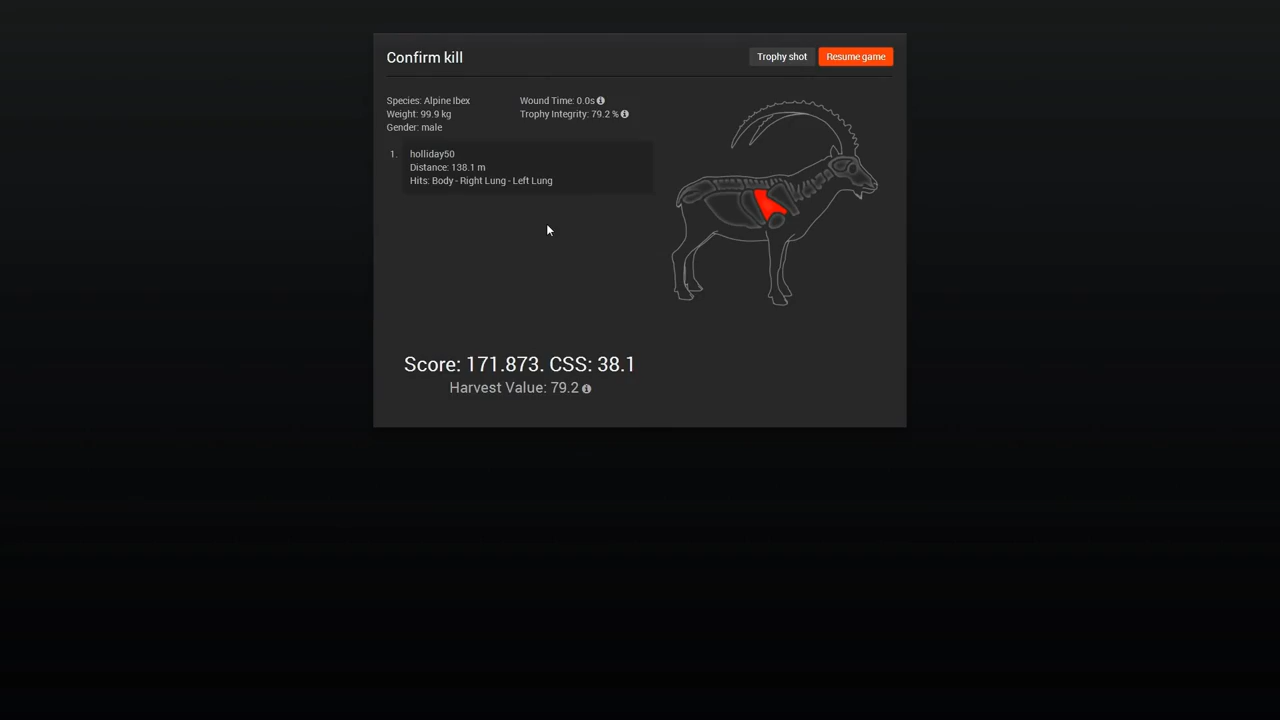 Confirm kill
Trophy shot
Resume game
Species: Alpine Ibex
Weight: 99.9 kg
Gender: male
Wound Time: 0.0s
Trophy Integrity: 79.2 %
1.
holliday50
Distance: 138.1 m
Hits: Body - Right Lung - Left Lung
Score: 171.873. CSS: 38.1
Harvest Value: 79.2